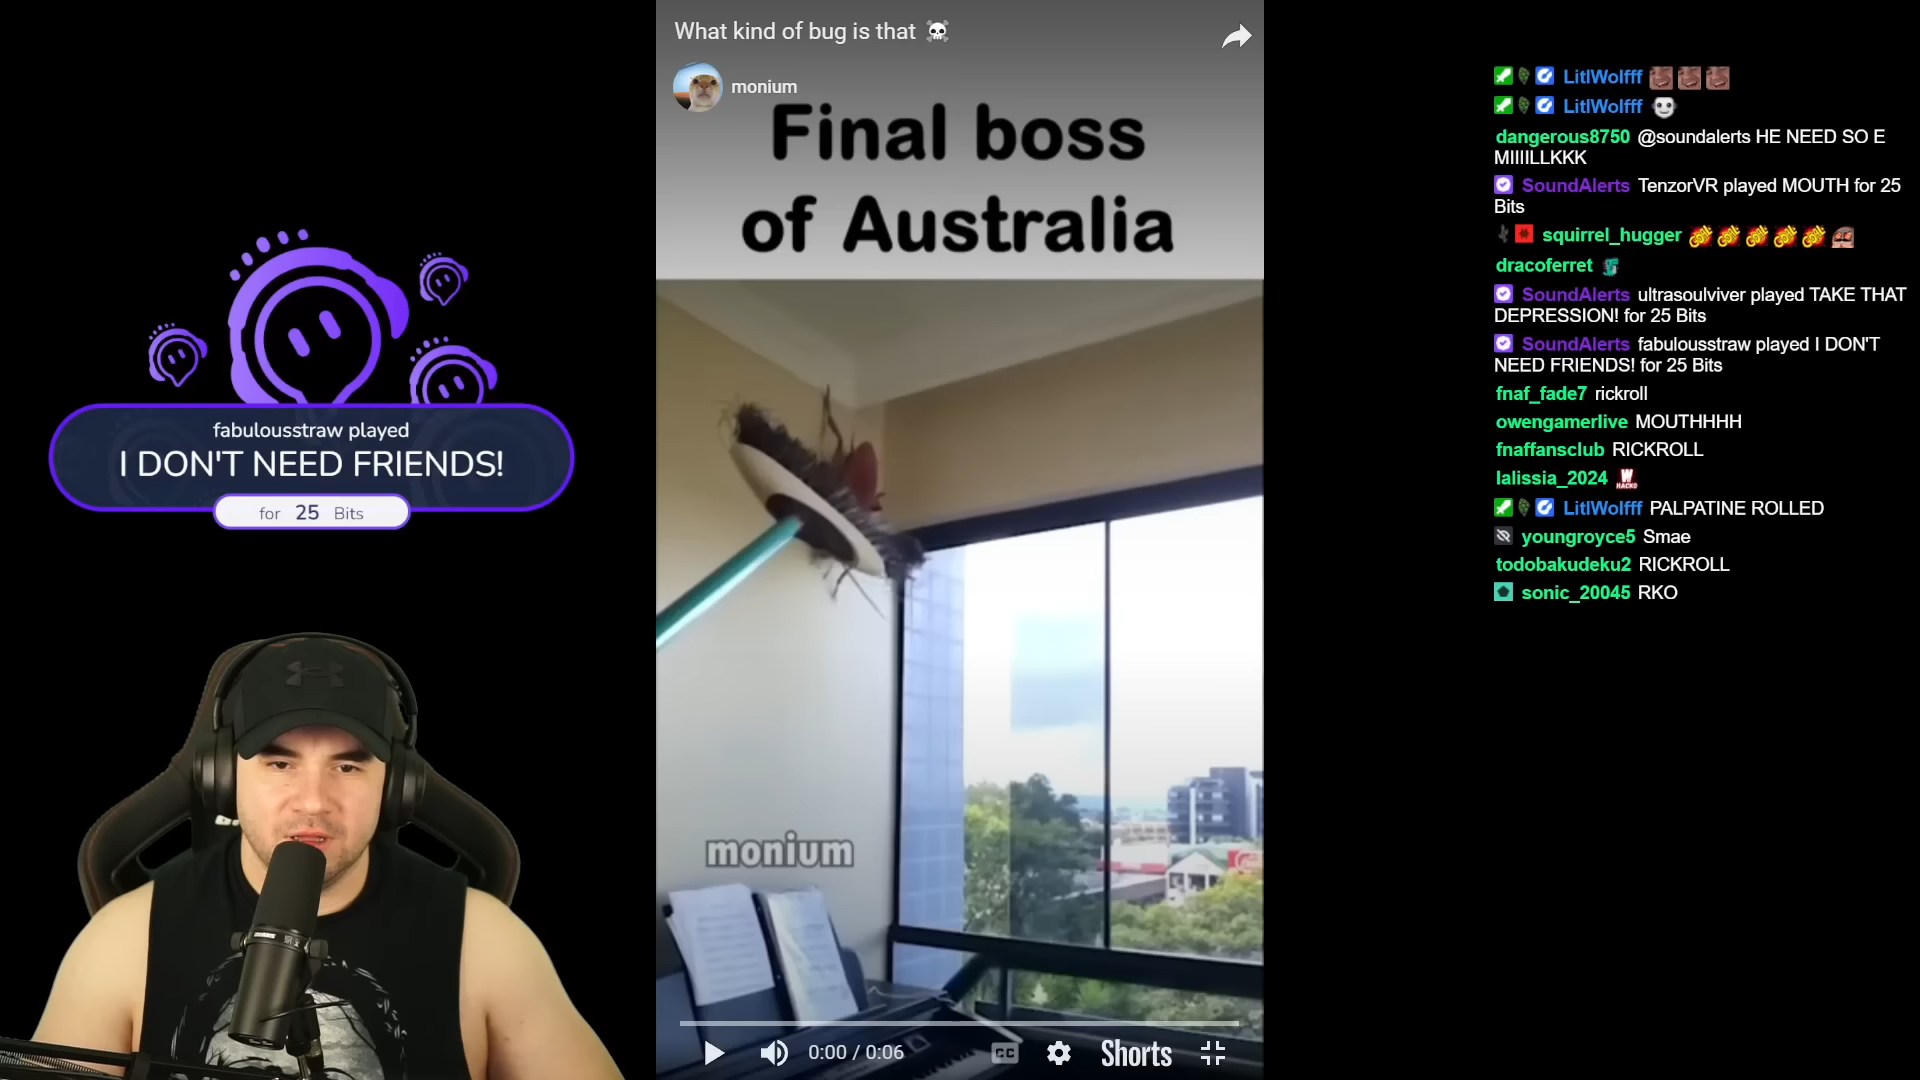 What kind of bug is that
monium
Final boss
of Australia
monium
0:00 / 0:06
CC
Shorts
fabulousstraw played
I DON'T NEED FRIENDS!
for 25 Bits
LitlWolfff
LitlWolfff
dangerous8750 @soundalerts HE NEED SO E
MIIIILLKKK
SoundAlerts TenzorVR played MOUTH for 25
Bits
squirrel_hugger
dracoferret
SoundAlerts ultrasoulviver played TAKE THAT
DEPRESSION! for 25 Bits
SoundAlerts fabulousstraw played I DON'T
NEED FRIENDS! for 25 Bits
fnaf_fade7 rickroll
owengamerlive MOUTHHHH
fnaffansclub RICKROLL
lalissia_2024
LitlWolfff PALPATINE ROLLED
youngroyce5 Smae
todobakudeku2 RICKROLL
sonic_20045 RKO